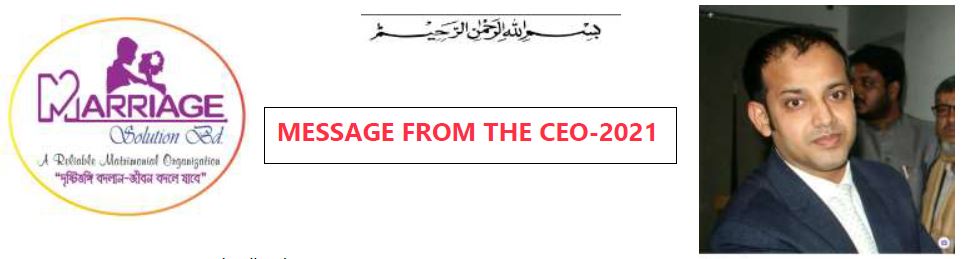 بسم الله الرحمن الرحيم
MARRIAGE
Solution Bd.
A Reliable Matrimonial Organization
“দৃষ্টিভঙ্গি বদলান-জীবন বদলে যাবে”
MESSAGE FROM THE CEO-2021